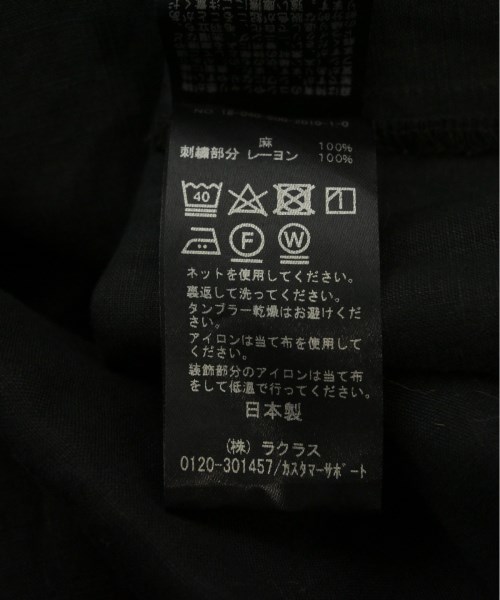 麻 100%
刺繍部分 レーヨン 100%
40
1
F
W
ネットを使用してください。
裏返して洗ってください。
タンブラー乾燥はお避けくださ
い。
アイロンは当て布を使用して
ください。
装飾部分のアイロンは当て布
をして低温で行ってください。
日本製
(株) ラクラス
0120-301457/カスタマーサポート